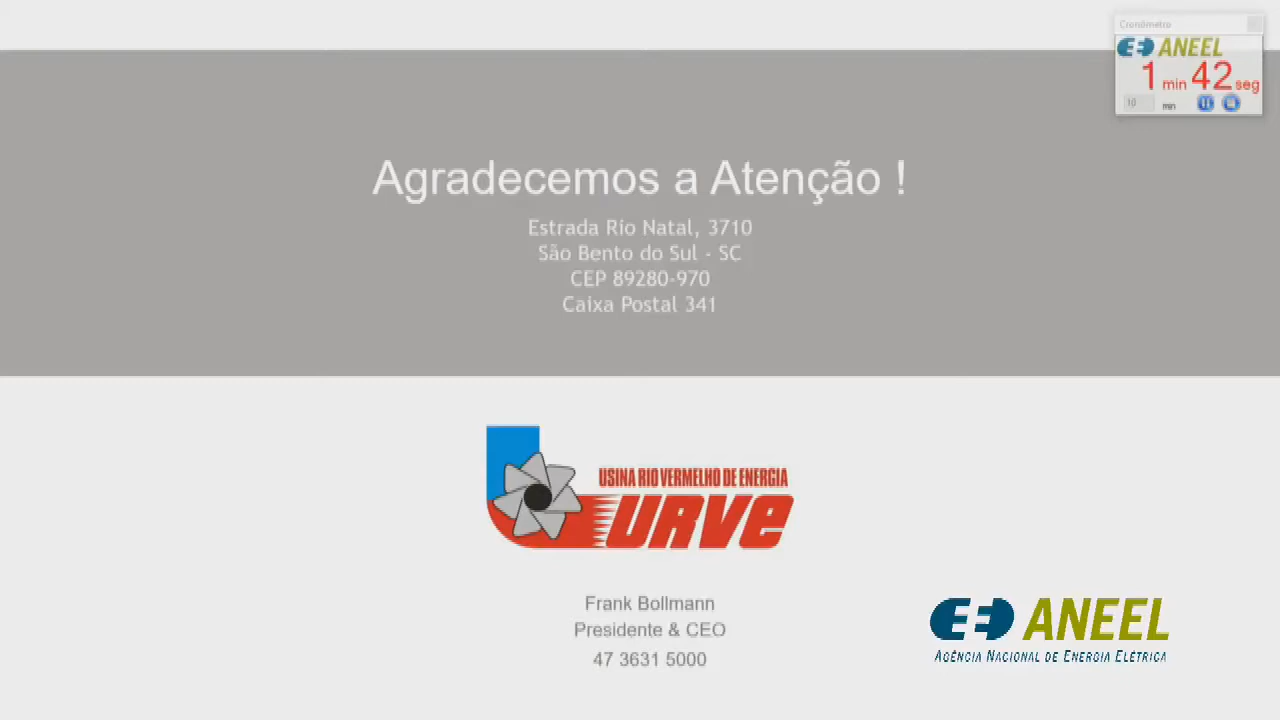 Cronômetro
ANEEL
1 min 42 seg
10 min
Agradecemos a Atenção !
Estrada Rio Natal, 3710
São Bento do Sul - SC
CEP 89280-970
Caixa Postal 341
USINA RIO VERMELHO DE ENERGIA
URVE
Frank Bollmann
Presidente & CEO
47 3631 5000
ANEEL
AGÊNCIA NACIONAL DE ENERGIA ELÉTRICA